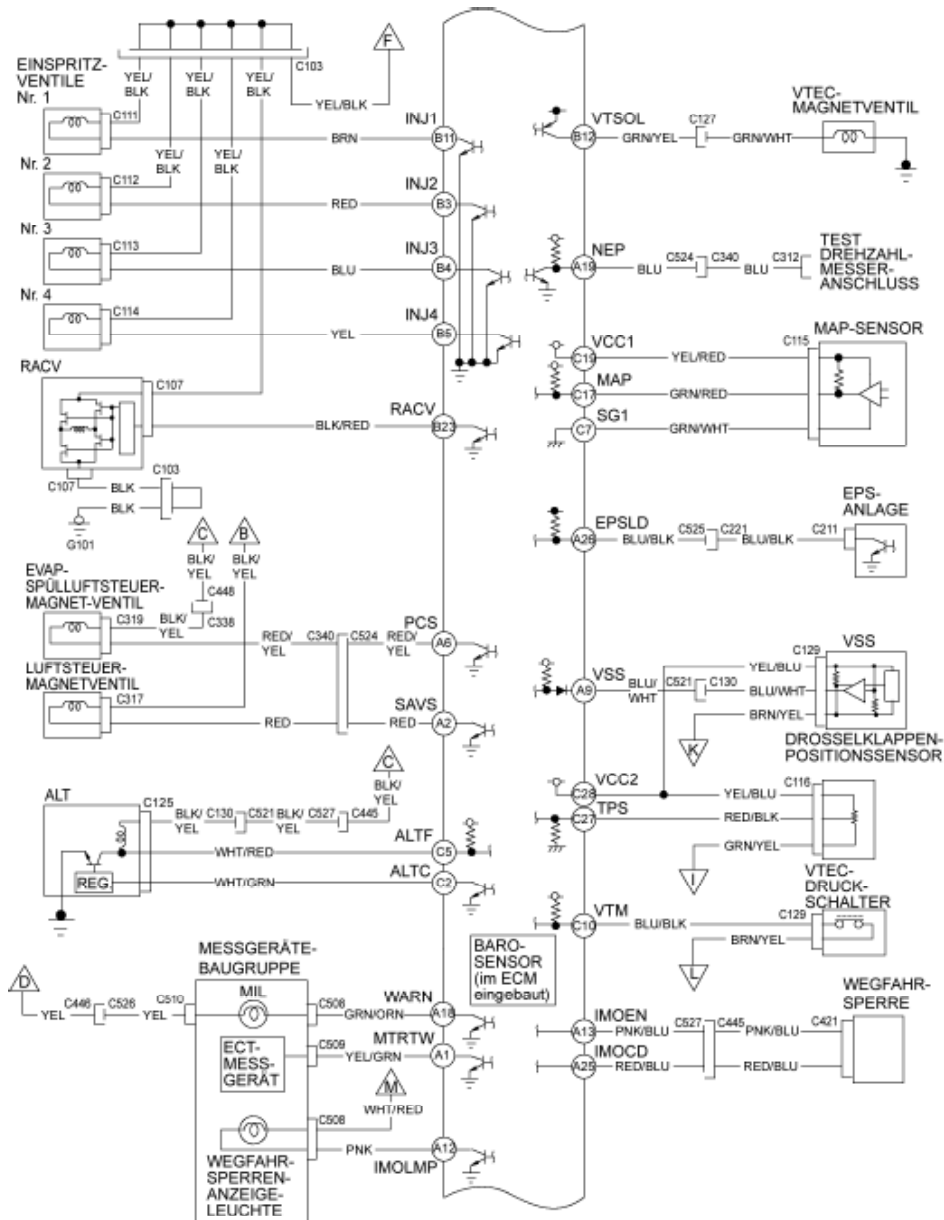 F
C103
EINSPRITZ-
VENTILE
Nr. 1
YEL/
BLK
YEL/
BLK
YEL/
BLK
YEL/BLK
C111
BRN
INJ1
B11
YEL/
BLK
YEL/
BLK
Nr. 2
C112
RED
INJ2
B3
Nr. 3
C113
BLU
INJ3
B4
Nr. 4
C114
YEL
INJ4
B5
RACV
C107
BLK/RED
RACV
B23
C107
BLK
BLK
C103
G101
C
B
BLK/
YEL
BLK/
YEL
EVAP-
SPÜLLUFTSTEUER-
MAGNET-VENTIL
C448
C338
C319
BLK/
YEL
RED/
YEL
C340
C524
RED/
YEL
PCS
A6
LUFTSTEUER-
MAGNETVENTIL
C317
RED
RED
SAVS
A2
C
BLK/
YEL
ALT
C125
BLK/
YEL
C130
C521
BLK/
YEL
C527
C445
WHT/RED
ALTF
C5
REG.
WHT/GRN
ALTC
C2
MESSGERÄTE-
BAUGRUPPE
D
YEL
C446
C526
YEL
C510
MIL
C508
GRN/ORN
WARN
A18
ECT-
MESS-
GERÄT
C509
YEL/GRN
MTRTW
A1
M
WHT/RED
C508
PNK
A12
IMOLMP
WEGFAHR-
SPERREN-
ANZEIGE-
LEUCHTE
BARO-
SENSOR
(im ECM
eingebaut)
VTSOL
B12
GRN/YEL
C127
GRN/WHT
VTEC-
MAGNETVENTIL
NEP
A19
BLU
C524
C340
BLU
C312
TEST
DREHZAHL-
MESSER-
ANSCHLUSS
VCC1
C19
YEL/RED
C115
MAP-SENSOR
MAP
C17
GRN/RED
SG1
C7
GRN/WHT
EPSLD
A26
BLU/BLK
C525
C221
BLU/BLK
C211
EPS-
ANLAGE
VSS
A9
BLU/
WHT
C521
C130
YEL/BLU
BLU/WHT
BRN/YEL
C129
VSS
K
DROSSELKLAPPEN-
POSITIONSSENSOR
VCC2
C28
YEL/BLU
C116
TPS
C27
RED/BLK
GRN/YEL
I
VTEC-
DRUCK-
SCHALTER
VTM
C10
BLU/BLK
C129
BRN/YEL
L
WEGFAHR-
SPERRE
IMOEN
A13
PNK/BLU
C527
C445
PNK/BLU
C421
IMOCD
A25
RED/BLU
RED/BLU